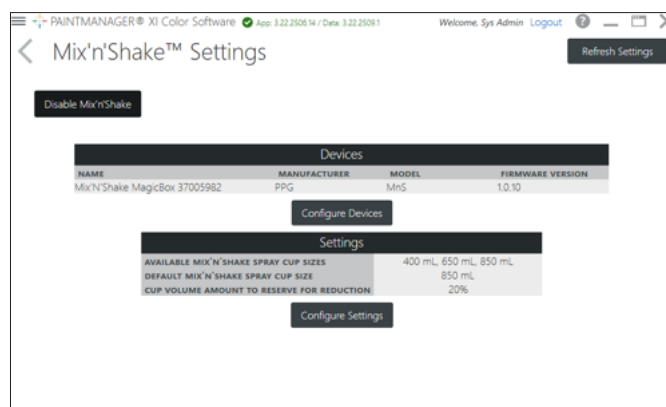 PAINTMANAGER® XI Color Software App: 3.22.2506.14 / Data: 3.22.2509.1 Welcome, Sys Admin Logout ?
Mix'n'Shake™ Settings Refresh Settings
Disable Mix'n'Shake
Devices
NAME MANUFACTURER MODEL FIRMWARE VERSION
Mix'N'Shake MagicBox 37005982 PPG MnS 1.0.10
Configure Devices
Settings
AVAILABLE MIX'N'SHAKE SPRAY CUP SIZES 400 mL, 650 mL, 850 mL
DEFAULT MIX'N'SHAKE SPRAY CUP SIZE 850 mL
CUP VOLUME AMOUNT TO RESERVE FOR REDUCTION 20%
Configure Settings